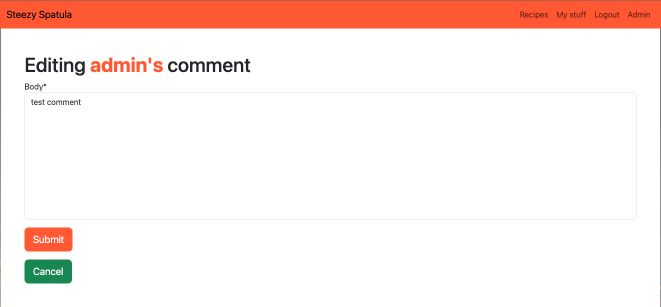 Steezy Spatula Recipes My stuff Logout Admin
Editing admin's comment
Body*
test comment
Submit
Cancel